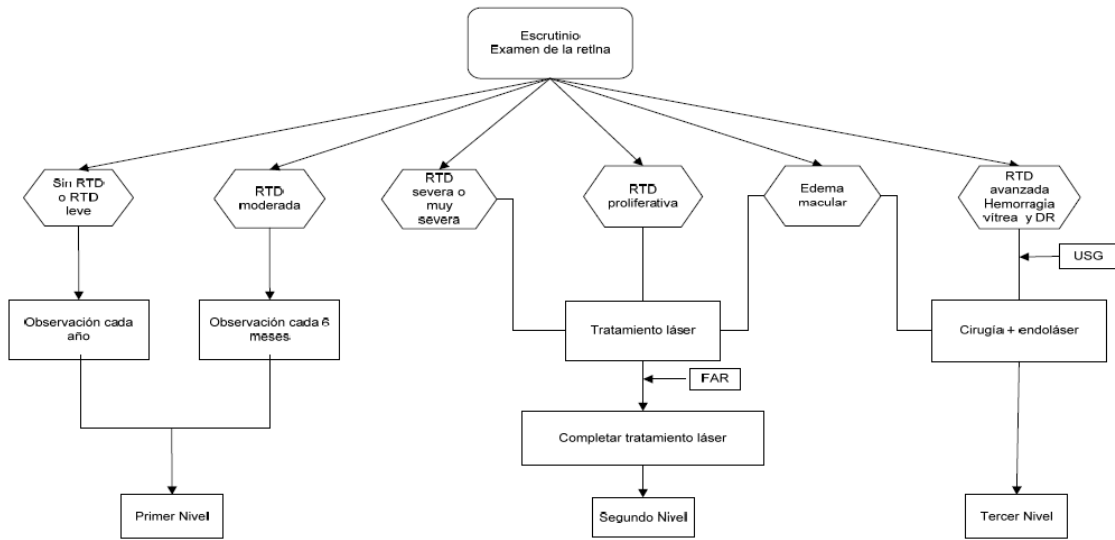 Escrutinio
Examen de la retina
Sin RTD
o RTD
leve
RTD
moderada
RTD
severa o
muy
severa
RTD
proliferativa
Edema
macular
RTD
avanzada
Hemorragia
vítrea y DR
USG
Observación cada
año
Observación cada 6
meses
Tratamiento láser
Cirugía + endoláser
FAR
Completar tratamiento láser
Primer Nivel
Segundo Nivel
Tercer Nivel